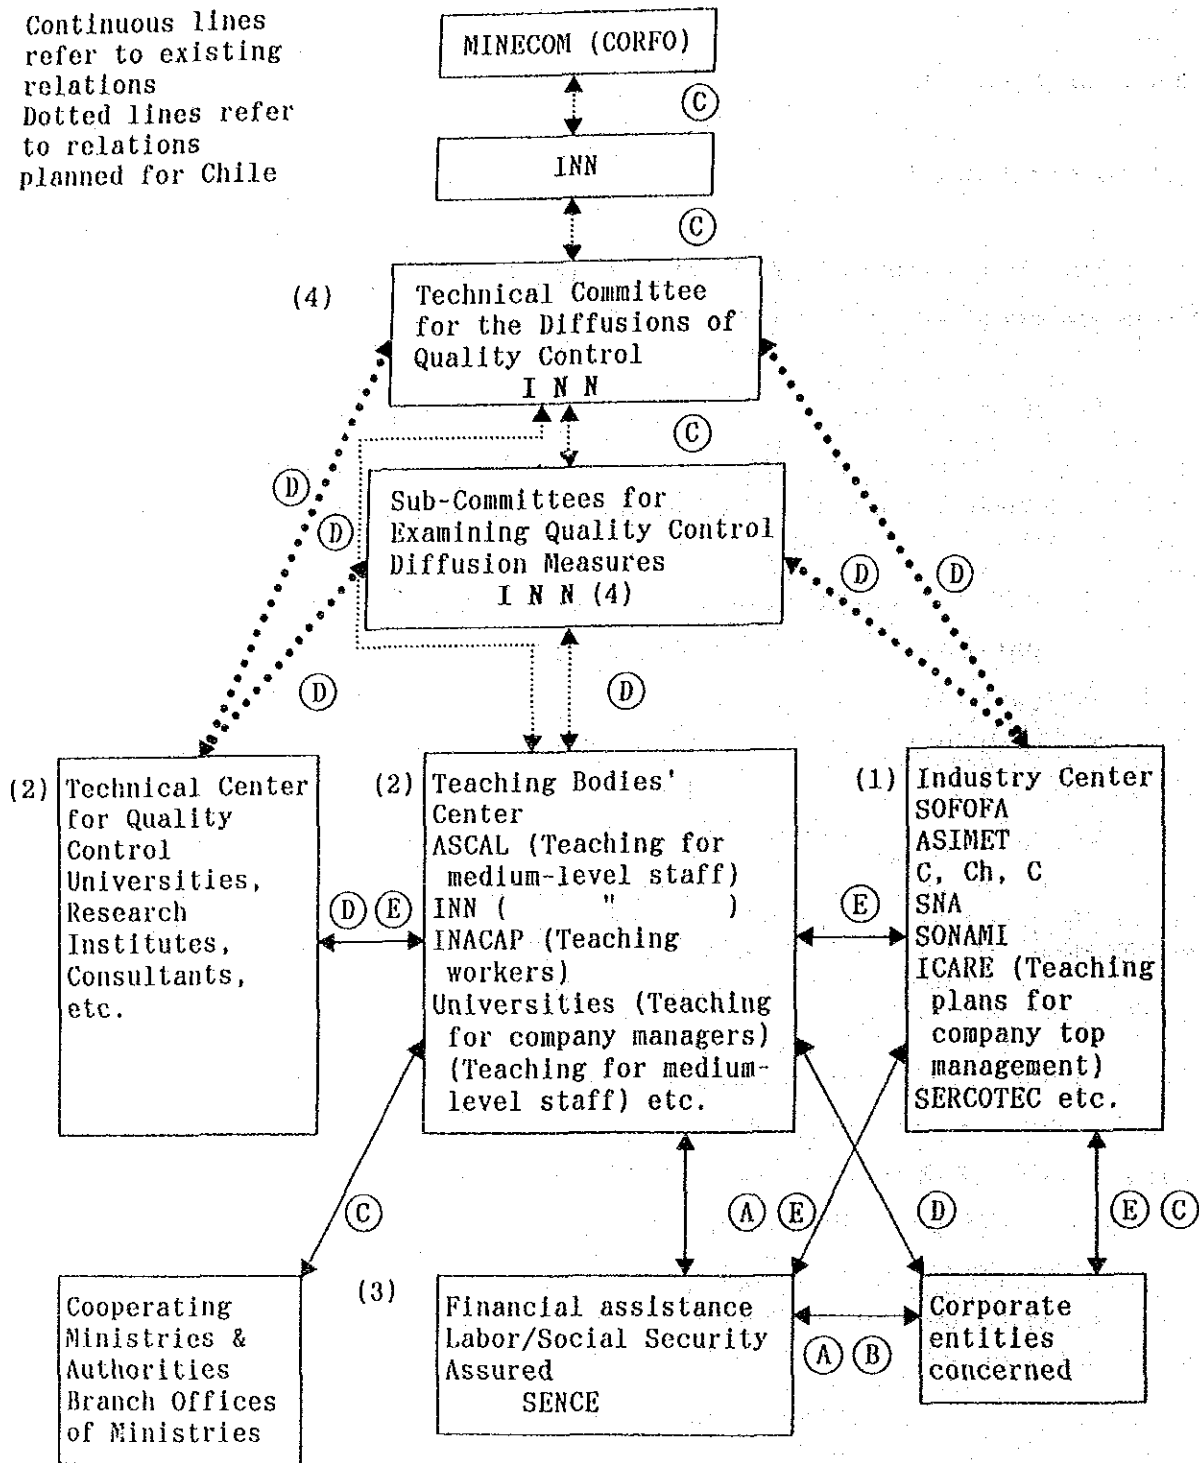 Continuous lines
refer to existing
relations
Dotted lines refer
to relations
planned for Chile
MINECOM (CORFO)
C
INN
C
(4)
Technical Committee
for the Diffusions of
Quality Control
I N N
C
D
D
Sub-Committees for
Examining Quality Control
Diffusion Measures
I N N (4)
D
D
D
D
(2)
Technical Center
for Quality
Control
Universities,
Research
Institutes,
Consultants,
etc.
D E
(2)
Teaching Bodies'
Center
ASCAL (Teaching for
medium-level staff)
INN ( " )
INACAP (Teaching
workers)
Universities (Teaching
for company managers)
(Teaching for medium-
level staff) etc.
E
(1)
Industry Center
SOFOFA
ASIMET
C, Ch, C
SNA
SONAMI
ICARE (Teaching
plans for
company top
management)
SERCOTEC etc.
C
A E
D
E C
Cooperating
Ministries &
Authorities
Branch Offices
of Ministries
(3)
Financial assistance
Labor/Social Security
Assured
SENCE
A B
Corporate
entities
concerned